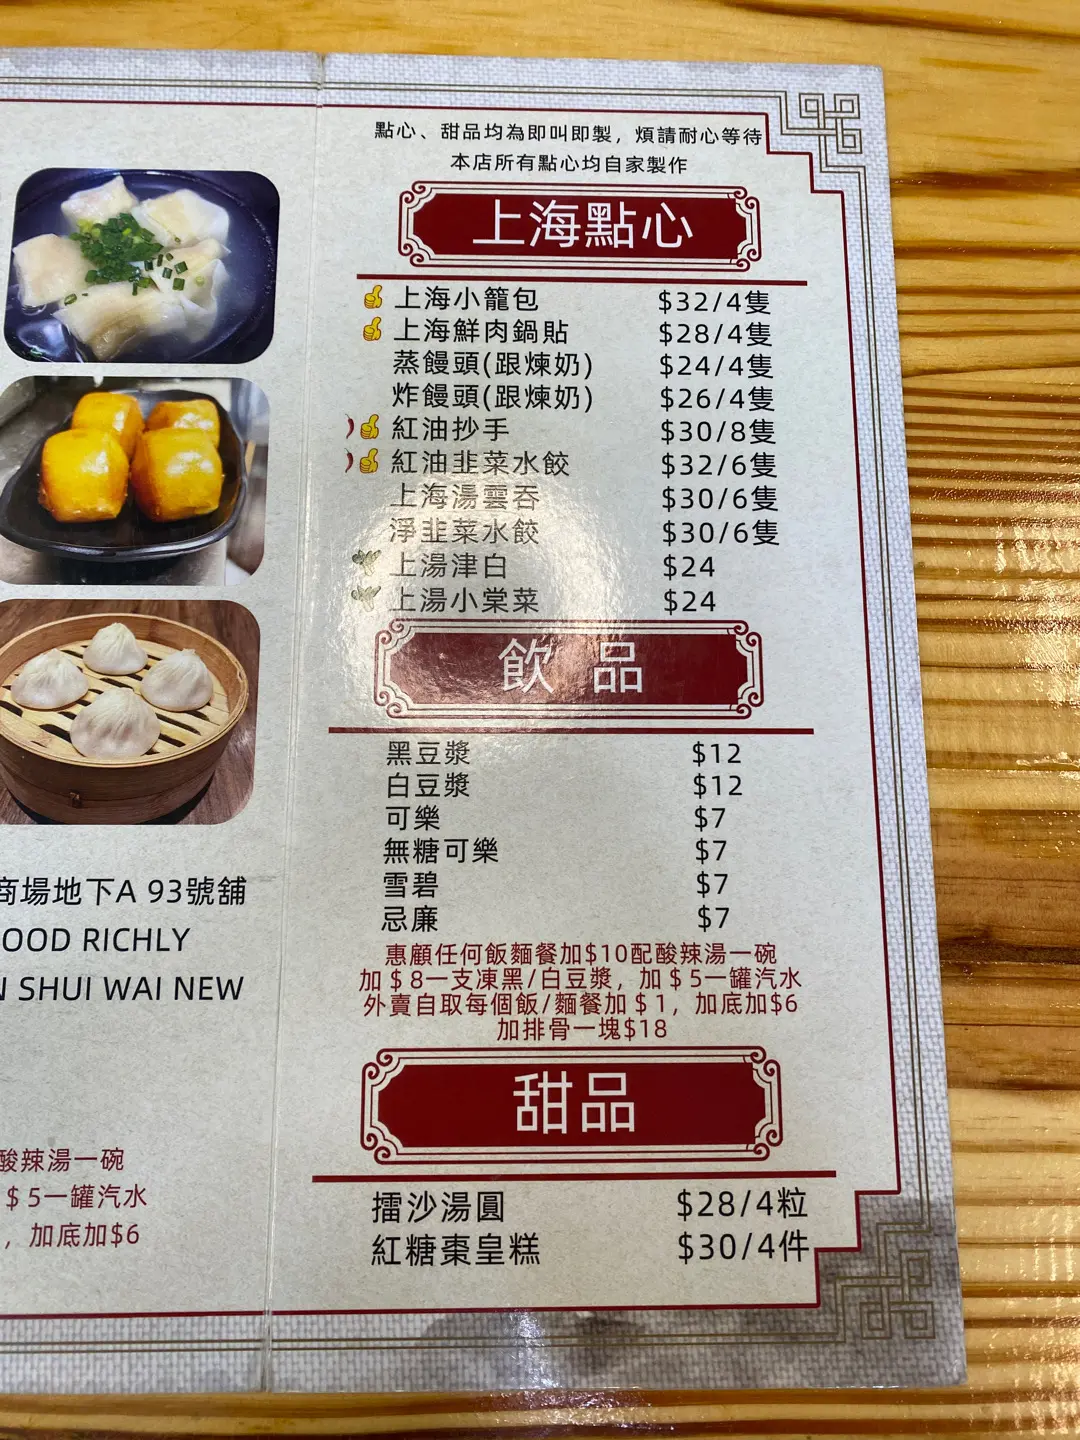 點心、甜品均為即叫即製，煩請耐心等待
本店所有點心均自家製作
上海點心
上海小籠包 $32/4隻
上海鮮肉鍋貼 $28/4隻
蒸饅頭(跟煉奶) $24/4隻
炸饅頭(跟煉奶) $26/4隻
紅油抄手 $30/8隻
紅油韭菜水餃 $32/6隻
上海湯雲吞 $30/6隻
淨韭菜水餃 $30/6隻
上湯津白 $24
上湯小棠菜 $24
飲 品
黑豆漿 $12
白豆漿 $12
可樂 $7
無糖可樂 $7
雪碧 $7
忌廉 $7
惠顧任何飯麵餐加$10配酸辣湯一碗
加＄8一支凍黑/白豆漿，加＄5一罐汽水
外賣自取每個飯/麵餐加＄1，加底加$6
加排骨一塊$18
甜品
擂沙湯圓 $28/4粒
紅糖棗皇糕 $30/4件
商場地下A 93號舖
OOD RICHLY
N SHUI WAI NEW
酸辣湯一碗
＄5一罐汽水
，加底加$6